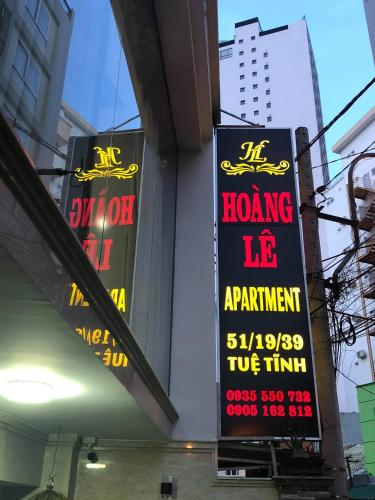 HL
HOÀNG
LÊ
APARTMENT
51/19/39
TUỆ TĨNH
0935 550 732
0905 162 812